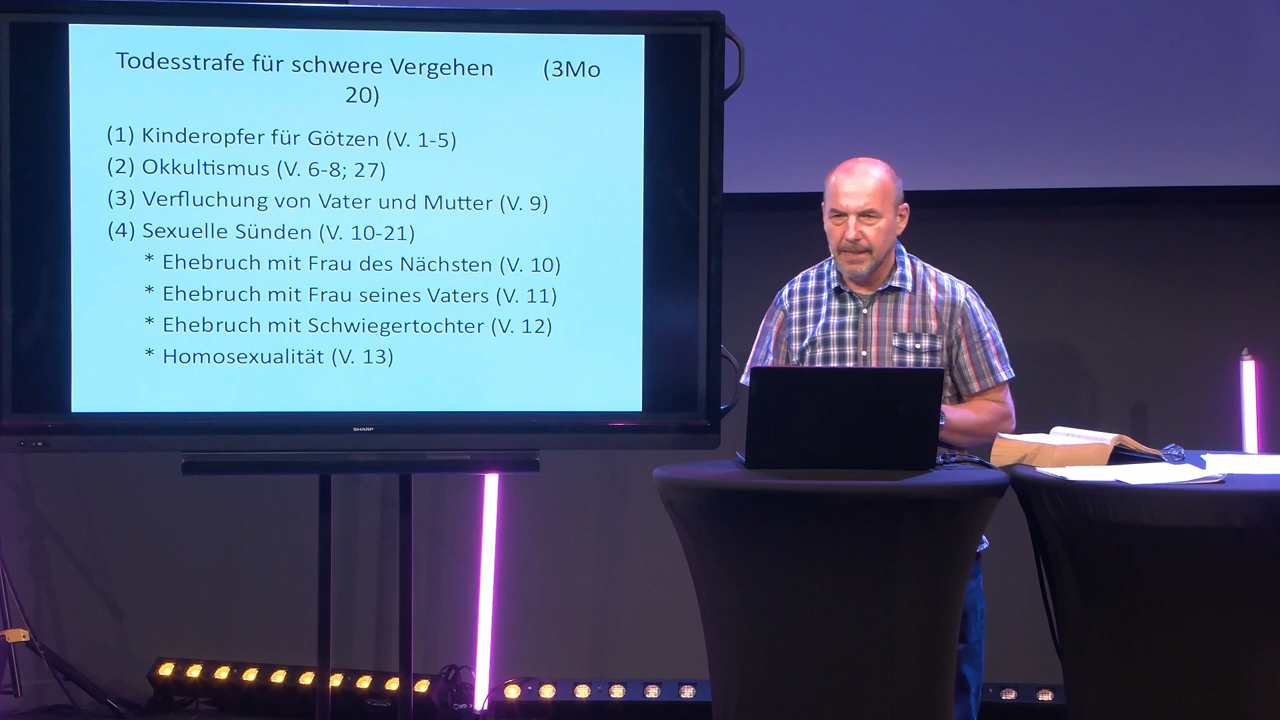 Todesstrafe für schwere Vergehen (3Mo
20)
(1) Kinderopfer für Götzen (V. 1-5)
(2) Okkultismus (V. 6-8; 27)
(3) Verfluchung von Vater und Mutter (V. 9)
(4) Sexuelle Sünden (V. 10-21)
* Ehebruch mit Frau des Nächsten (V. 10)
* Ehebruch mit Frau seines Vaters (V. 11)
* Ehebruch mit Schwiegertochter (V. 12)
* Homosexualität (V. 13)
SHARP